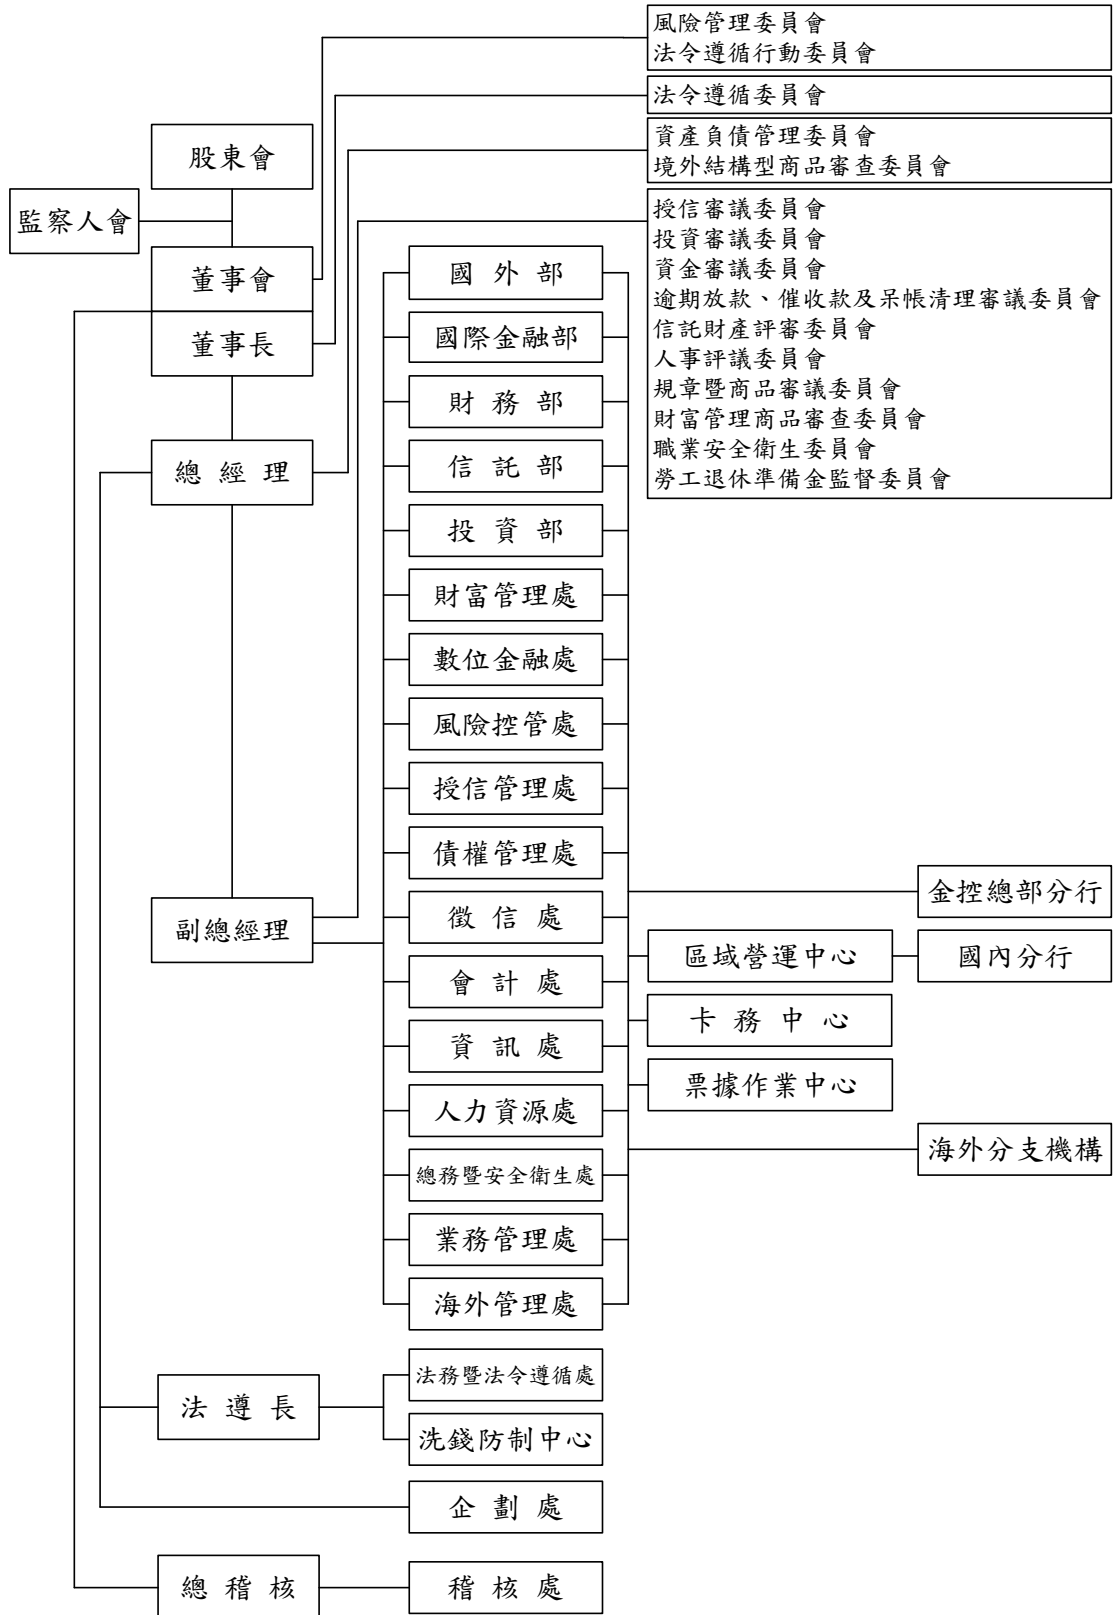 風險管理委員會
法令遵循行動委員會
法令遵循委員會
資產負債管理委員會
境外結構型商品審查委員會
授信審議委員會
投資審議委員會
資金審議委員會
逾期放款、催收款及呆帳清理審議委員會
信託財產評審委員會
人事評議委員會
規章暨商品審議委員會
財富管理商品審查委員會
職業安全衛生委員會
勞工退休準備金監督委員會
股東會
監察人會
董事會
董事長
總經理
副總經理
國外部
國際金融部
財務部
信託部
投資部
財富管理處
數位金融處
風險控管處
授信管理處
債權管理處
徵信處
會計處
資訊處
人力資源處
總務暨安全衛生處
業務管理處
海外管理處
金控總部分行
區域營運中心
國內分行
卡務中心
票據作業中心
海外分支機構
法遵長
法務暨法令遵循處
洗錢防制中心
企劃處
總稽核
稽核處